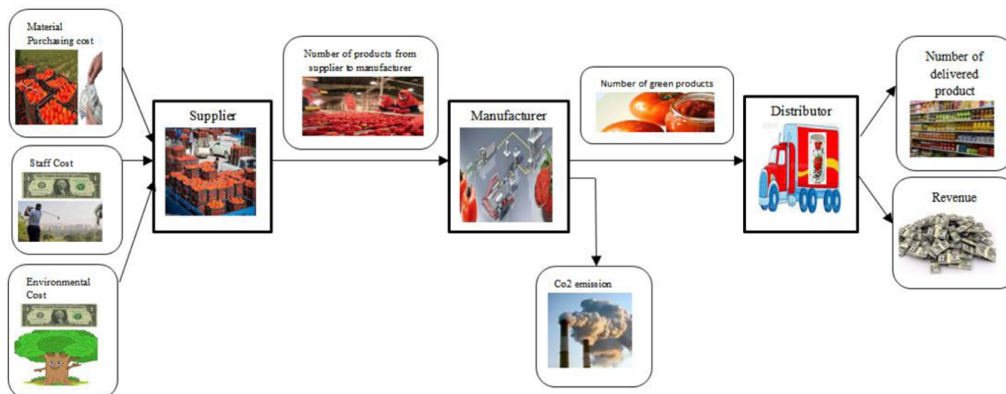 Material
Purchasing cost
Staff Cost
Environmental
Cost
Supplier
Number of products from
supplier to manufacturer
Manufacturer
Number of green products
Co2 emission
Distributor
Number of
delivered
product
Revenue